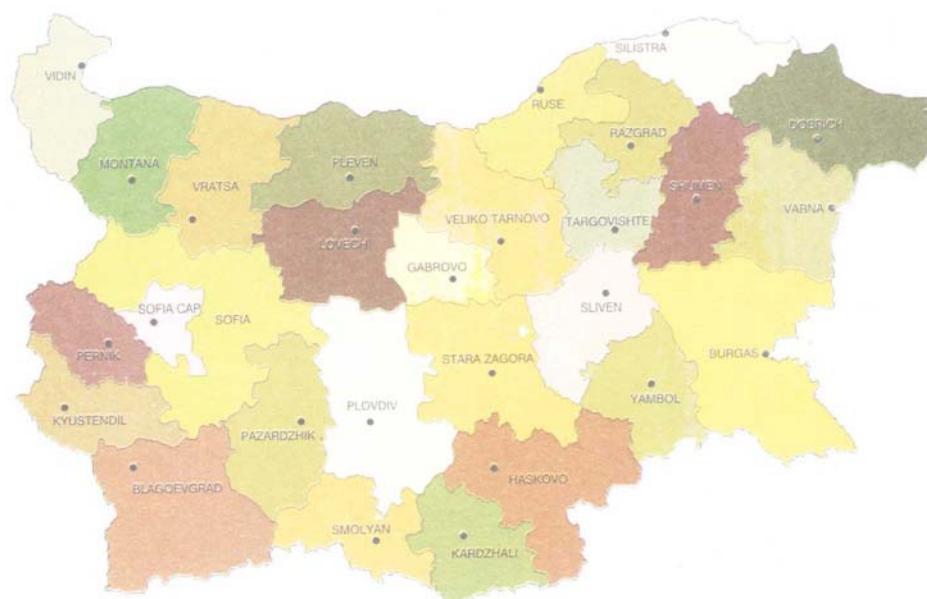 SILISTRA
VIDIN
RUSE
DOBRICH
RAZGRAD
MONTANA
PLEVEN
VRATSA
SHUMEN
VARNA
VELIKO TARNOVO
TARGOVISHTE
LOVECH
GABROVO
SOFIA CAP.
SOFIA
SLIVEN
PERNIK
STARA ZAGORA
BURGAS
YAMBOL
KYUSTENDIL
PLOVDIV
PAZARDZHIK
BLAGOEVGRAD
HASKOVO
SMOLYAN
KARDZHALI